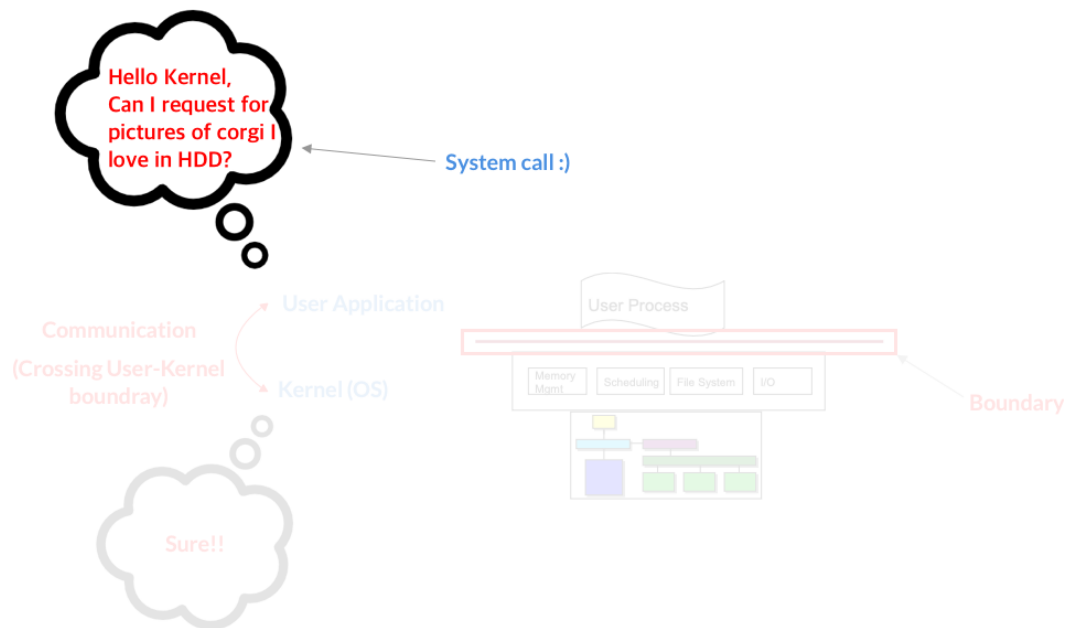 Hello Kernel,
Can I request for
pictures of corgi I
love in HDD?
System call :)
User Application
User Process
Communication
(Crossing User-Kernel
boundray)
Kernel (OS)
Memory
Mgmt
Scheduling
File System
I/O
Boundary
Sure!!